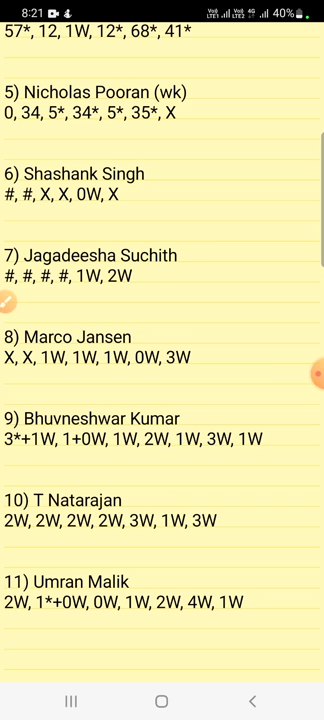 8:21 Vo) LTE1 Vo) LTE2 4G 40%
57*, 12, 1W, 12*, 68*, 41*
5) Nicholas Pooran (wk)
0, 34, 5*, 34*, 5*, 35*, X
6) Shashank Singh
#, #, X, X, 0W, X
7) Jagadeesha Suchith
#, #, #, #, 1W, 2W
8) Marco Jansen
X, X, 1W, 1W, 1W, 0W, 3W
9) Bhuvneshwar Kumar
3*+1W, 1+0W, 1W, 2W, 1W, 3W, 1W
10) T Natarajan
2W, 2W, 2W, 2W, 3W, 1W, 3W
11) Umran Malik
2W, 1*+0W, 0W, 1W, 2W, 4W, 1W